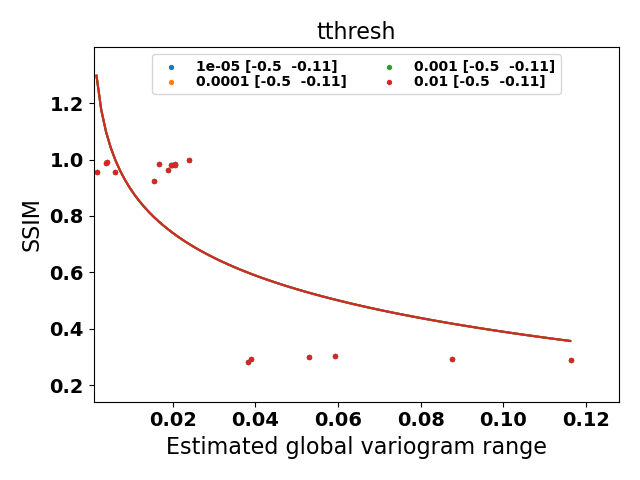 tthresh
1e-05 [-0.5  -0.11]
0.0001 [-0.5  -0.11]
0.001 [-0.5  -0.11]
0.01 [-0.5  -0.11]
SSIM
1.2
1.0
0.8
0.6
0.4
0.2
0.02 0.04 0.06 0.08 0.10 0.12
Estimated global variogram range